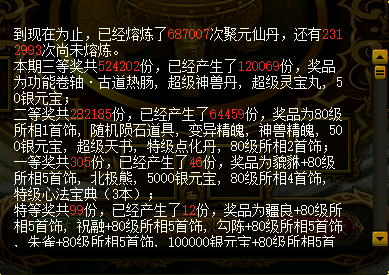 到现在为止，已经熔炼了687007次聚元仙丹，还有231
2993次尚未熔炼。
本期三等奖共524202份，已经产生了120069份，奖品
为功能卷轴·古道热肠，超级神兽丹，超级灵宝丸，5
0银元宝；
二等奖共282185份，已经产生了64459份，奖品为80级
所相1首饰，随机陨石道具，变异精魄，神兽精魄，50
0银元宝，超级天书，特级点化丹，80级所相2首饰；
一等奖共305份，已经产生了46份，奖品为貔貅+80级
所相5首饰，北极熊，5000银元宝，80级所相4首饰，
特级心法宝典（3本）；
特等奖共99份，已经产生了12份，奖品为疆良+80级所
相5首饰，祝融+80级所相5首饰，勾陈+80级所相5首饰
，朱雀+80级所相5首饰，100000银元宝+80级所相5首